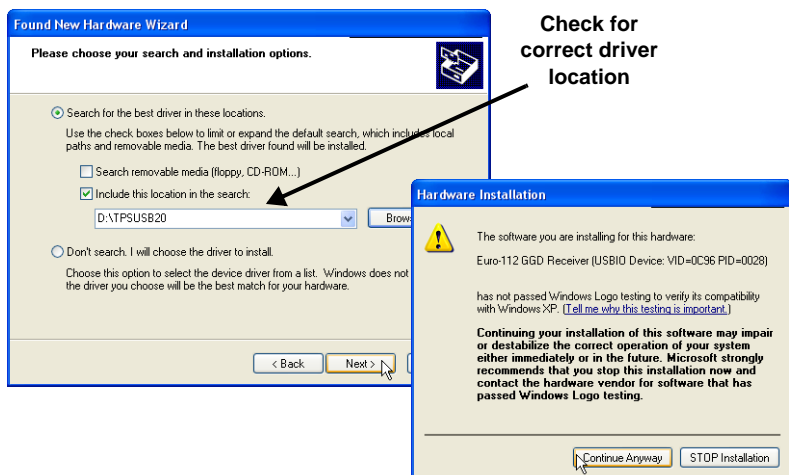 Found New Hardware Wizard
Please choose your search and installation options.
Search for the best driver in these locations.
Use the check boxes below to limit or expand the default search, which includes local
paths and removable media. The best driver found will be installed.
Search removable media (floppy, CD-ROM...)
Include this location in the search:
D:\TPSUSB20
Don't search. I will choose the driver to install.
Choose this option to select the device driver from a list. Windows does not
the driver you choose will be the best match for your hardware.
< Back
Next >
Check for
correct driver
location
Hardware Installation
The software you are installing for this hardware:
Euro-112 GGD Receiver (USBIO Device: VID=0C96 PID=0028)
has not passed Windows Logo testing to verify its compatibility
with Windows XP. (Tell me why this testing is important.)
Continuing your installation of this software may impair
or destabilize the correct operation of your system
either immediately or in the future. Microsoft strongly
recommends that you stop this installation now and
contact the hardware vendor for software that has
passed Windows Logo testing.
Continue Anyway
STOP Installation